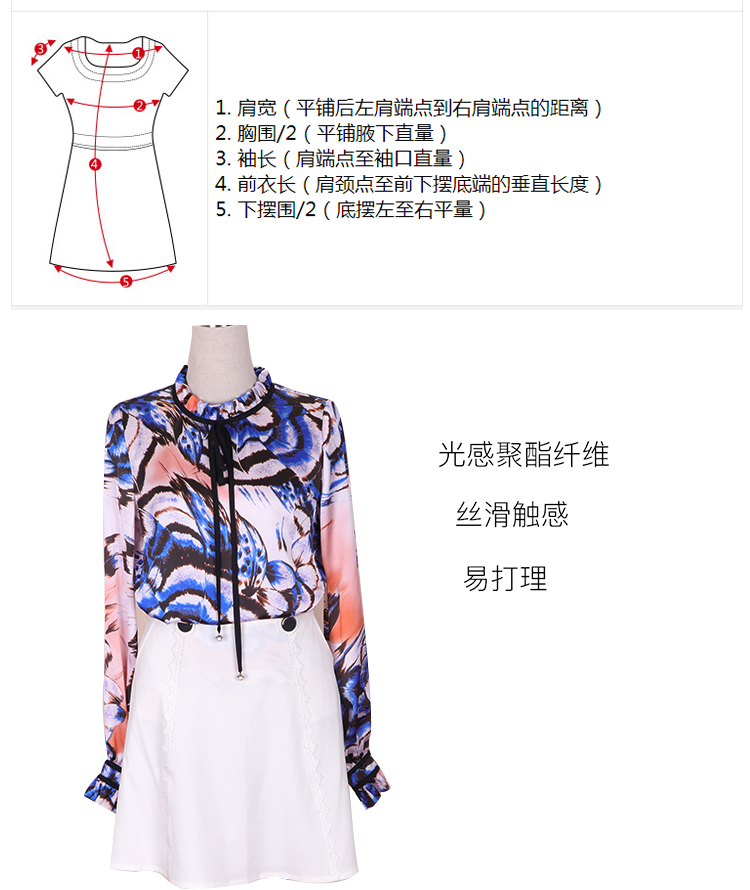 3
1
2
4
5
1. 肩宽（平铺后左肩端点到右肩端点的距离）
2. 胸围/2（平铺腋下直量）
3. 袖长（肩端点至袖口直量）
4. 前衣长（肩颈点至前下摆底端的垂直长度）
5. 下摆围/2（底摆左至右平量）
光感聚酯纤维
丝滑触感
易打理